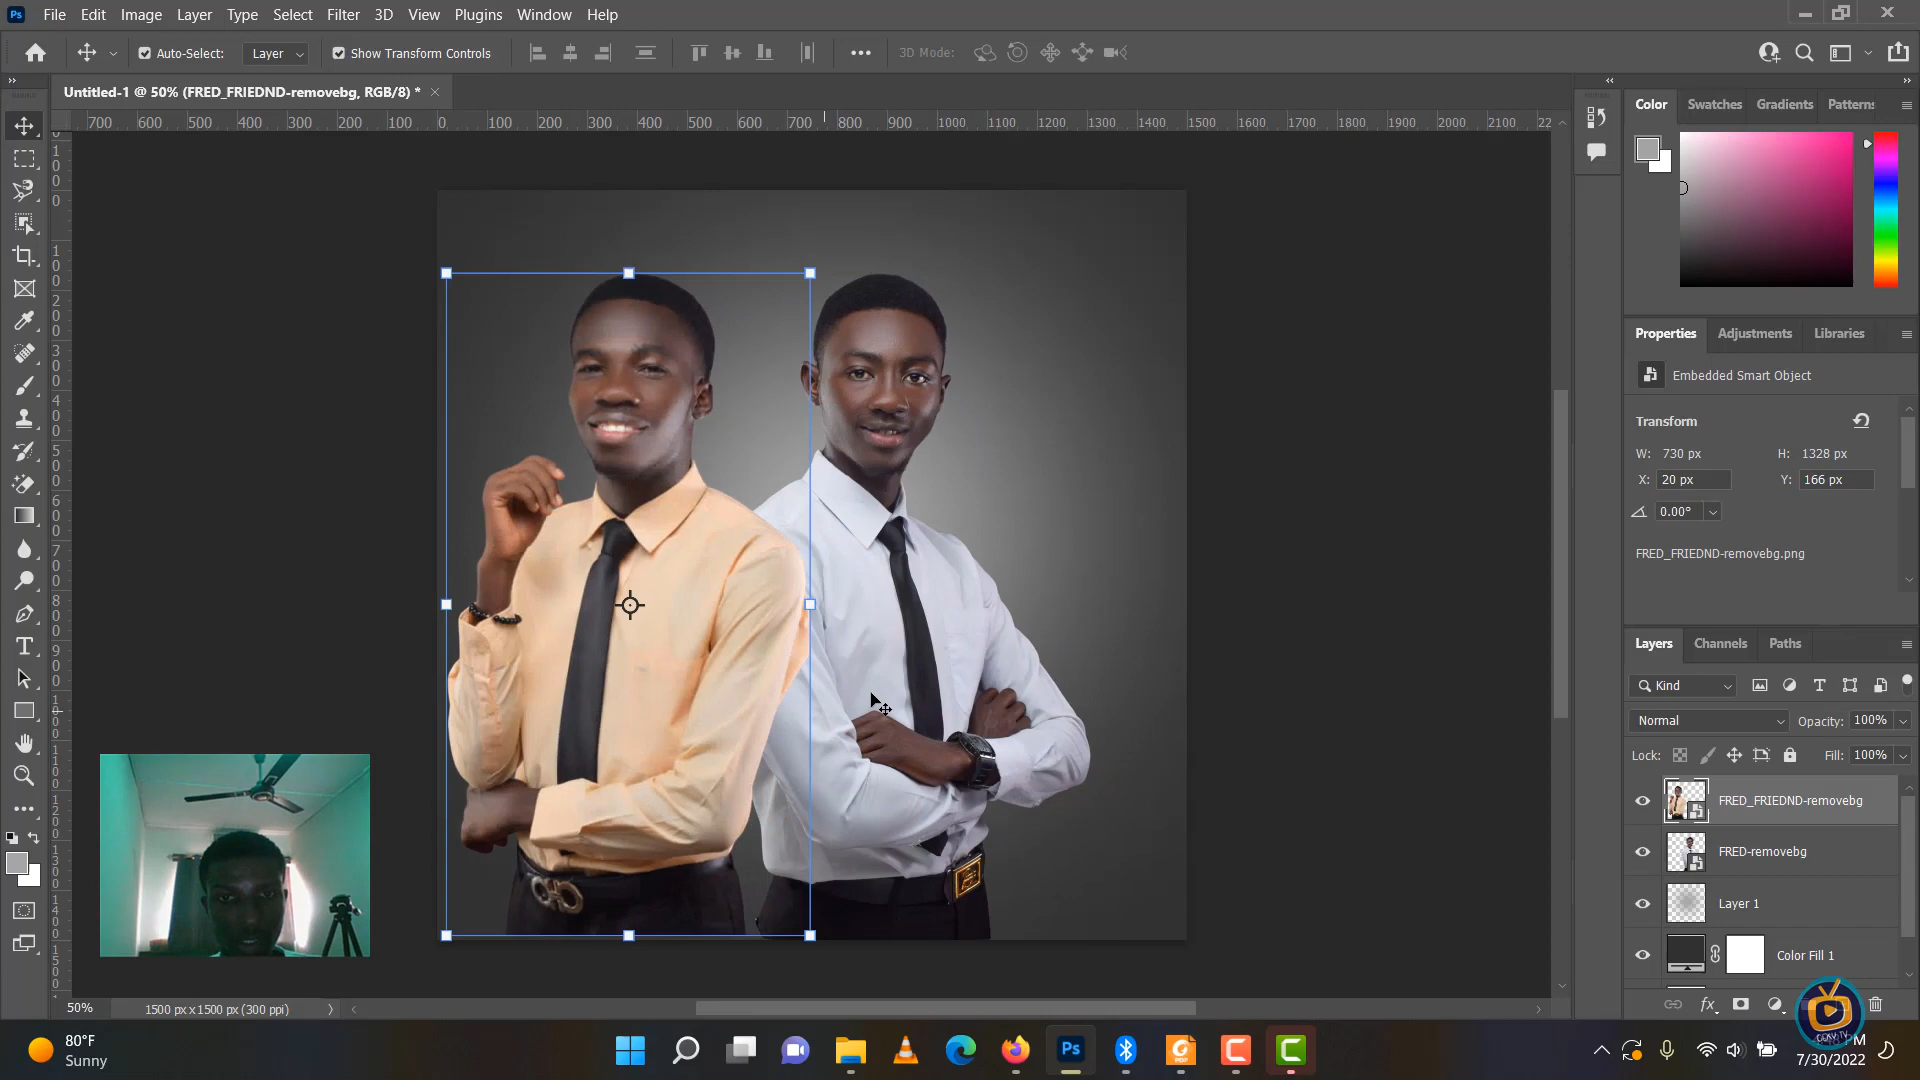 Ps File Edit Image Layer Type Select Filter 3D View Plugins Window Help
Auto-Select: Layer Show Transform Controls 3D Mode:
Untitled-1 @ 50% (FRED_FRIEDND-removebg, RGB/8) *
700 600 500 400 300 200 100 0 100 200 300 400 500 600 700 800 900 1000 1100 1200 1300 1400 1500 1600 1700 1800 1900 2000 2100 22
Color Swatches Gradients Patterns
Properties Adjustments Libraries
Embedded Smart Object
Transform
W: 730 px H: 1328 px
X: 20 px Y: 166 px
0.00°
FRED_FRIEDND-removebg.png
Layers Channels Paths
Kind
Normal Opacity: 100%
Lock: Fill: 100%
FRED_FRIEDND-removebg
FRED-removebg
Layer 1
Color Fill 1
fx
50% 1500 px x 1500 px (300 ppi)
80°F
Sunny
Ps
PM
7/30/2022